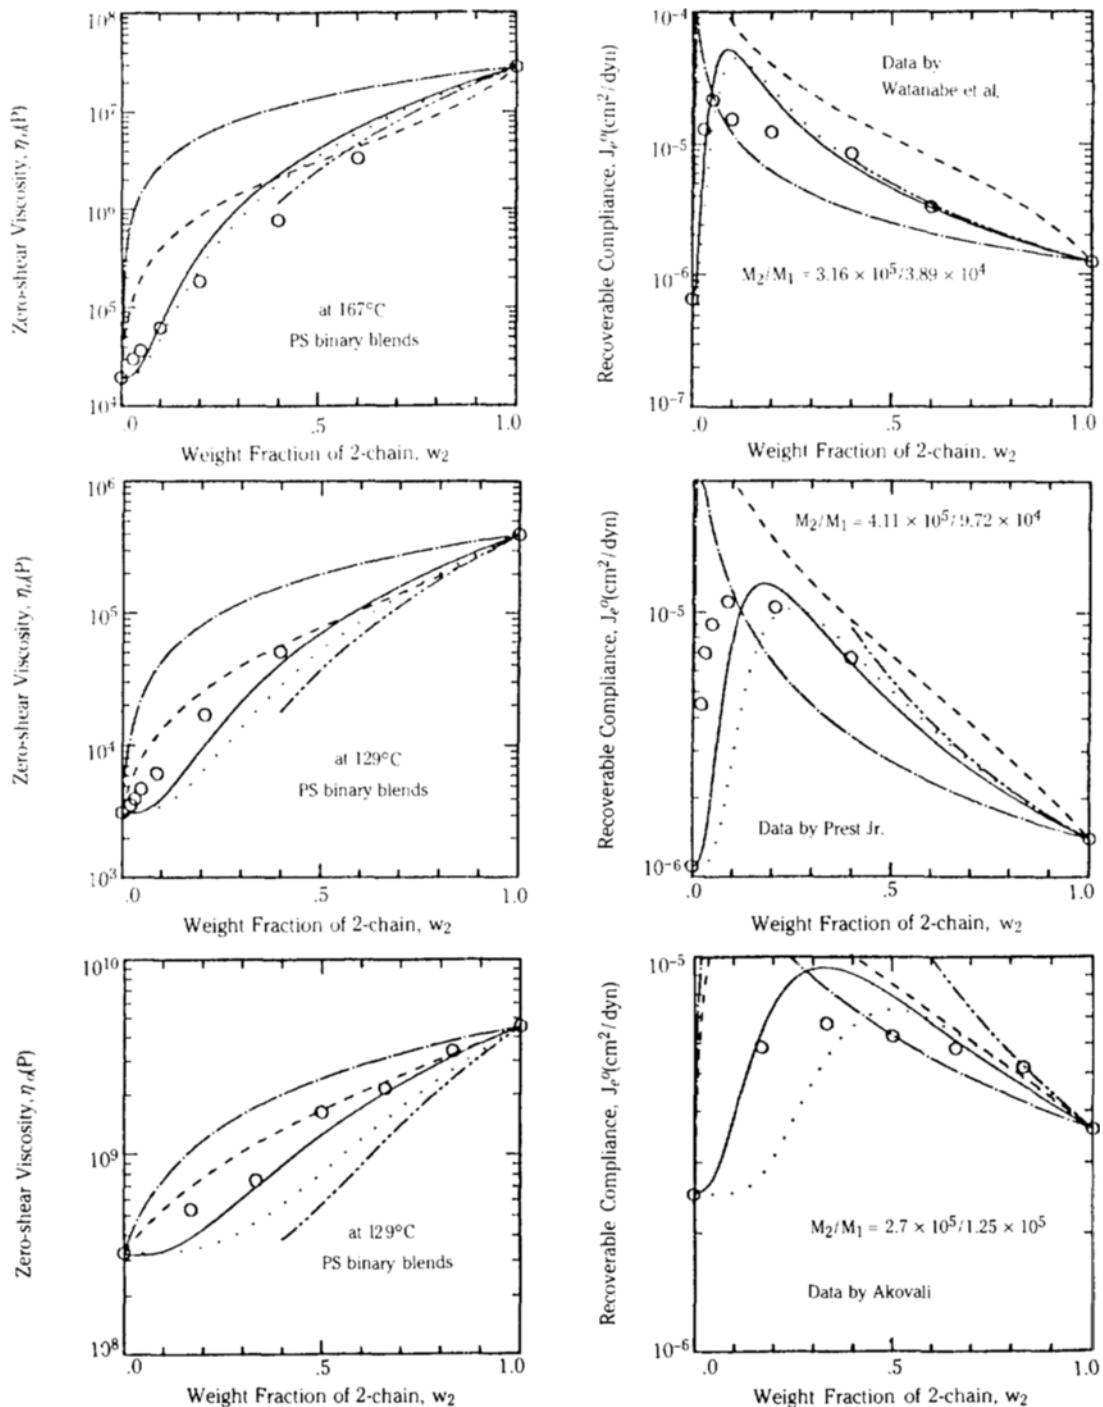 10⁸
10⁷
10⁶
10⁵
10⁴
Zero-shear Viscosity, η₀(P)
at 167°C
PS binary blends
.0 .5 1.0
Weight Fraction of 2-chain, w₂
10⁻⁴
10⁻⁵
10⁻⁶
10⁻⁷
Recoverable Compliance, Jₑ⁰(cm²/dyn)
Data by
Watanabe et al.
M₂/M₁ = 3.16 × 10⁵/3.89 × 10⁴
.0 .5 1.0
Weight Fraction of 2-chain, w₂
10⁶
10⁵
10⁴
10³
Zero-shear Viscosity, η₀(P)
at 129°C
PS binary blends
.0 .5 1.0
Weight Fraction of 2-chain, w₂
10⁻⁵
10⁻⁶
Recoverable Compliance, Jₑ⁰(cm²/dyn)
M₂/M₁ = 4.11 × 10⁵/9.72 × 10⁴
Data by Prest Jr.
.0 .5 1.0
Weight Fraction of 2-chain, w₂
10¹⁰
10⁹
10⁸
Zero-shear Viscosity, η₀(P)
at 129°C
PS binary blends
.0 .5 1.0
Weight Fraction of 2-chain, w₂
10⁻⁵
10⁻⁶
Recoverable Compliance, Jₑ⁰(cm²/dyn)
M₂/M₁ = 2.7 × 10⁵/1.25 × 10⁵
Data by Akovali
.0 .5 1.0
Weight Fraction of 2-chain, w₂